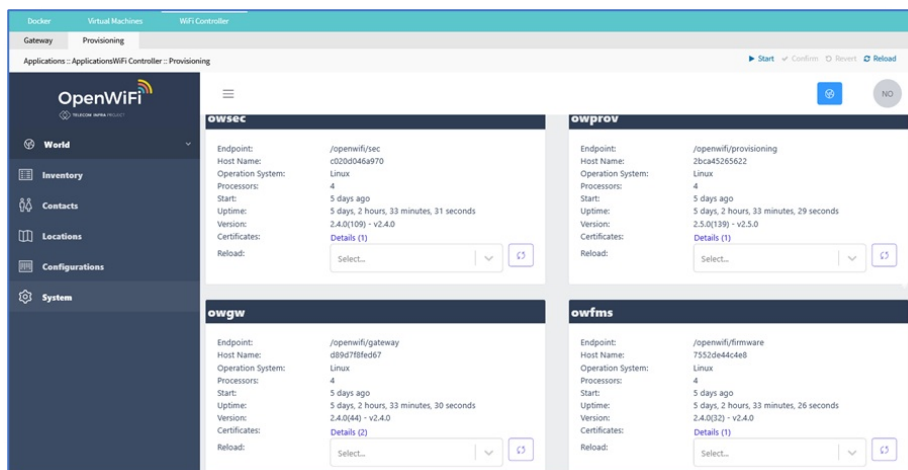 Docker Virtual Machines WiFi Controller
Gateway Provisioning
Applications :: ApplicationsWiFi Controller :: Provisioning
Start Confirm Revert Reload
OpenWiFi
TELECOM INFRA PROJECT
NO
World
Inventory
Contacts
Locations
Configurations
System
owsec
Endpoint: /openwifi/sec
Host Name: c020d046a970
Operation System: Linux
Processors: 4
Start: 5 days ago
Uptime: 5 days, 2 hours, 33 minutes, 31 seconds
Version: 2.4.0(109) - v2.4.0
Certificates: Details (1)
Reload: Select...
owprov
Endpoint: /openwifi/provisioning
Host Name: 2bca45265622
Operation System: Linux
Processors: 4
Start: 5 days ago
Uptime: 5 days, 2 hours, 33 minutes, 29 seconds
Version: 2.5.0(139) - v2.5.0
Certificates: Details (1)
Reload: Select...
owgw
Endpoint: /openwifi/gateway
Host Name: d89d7f8fed67
Operation System: Linux
Processors: 4
Start: 5 days ago
Uptime: 5 days, 2 hours, 33 minutes, 30 seconds
Version: 2.4.0(44) - v2.4.0
Certificates: Details (2)
Reload: Select...
owfms
Endpoint: /openwifi/firmware
Host Name: 7552de44c4e8
Operation System: Linux
Processors: 4
Start: 5 days ago
Uptime: 5 days, 2 hours, 33 minutes, 26 seconds
Version: 2.4.0(32) - v2.4.0
Certificates: Details (1)
Reload: Select...